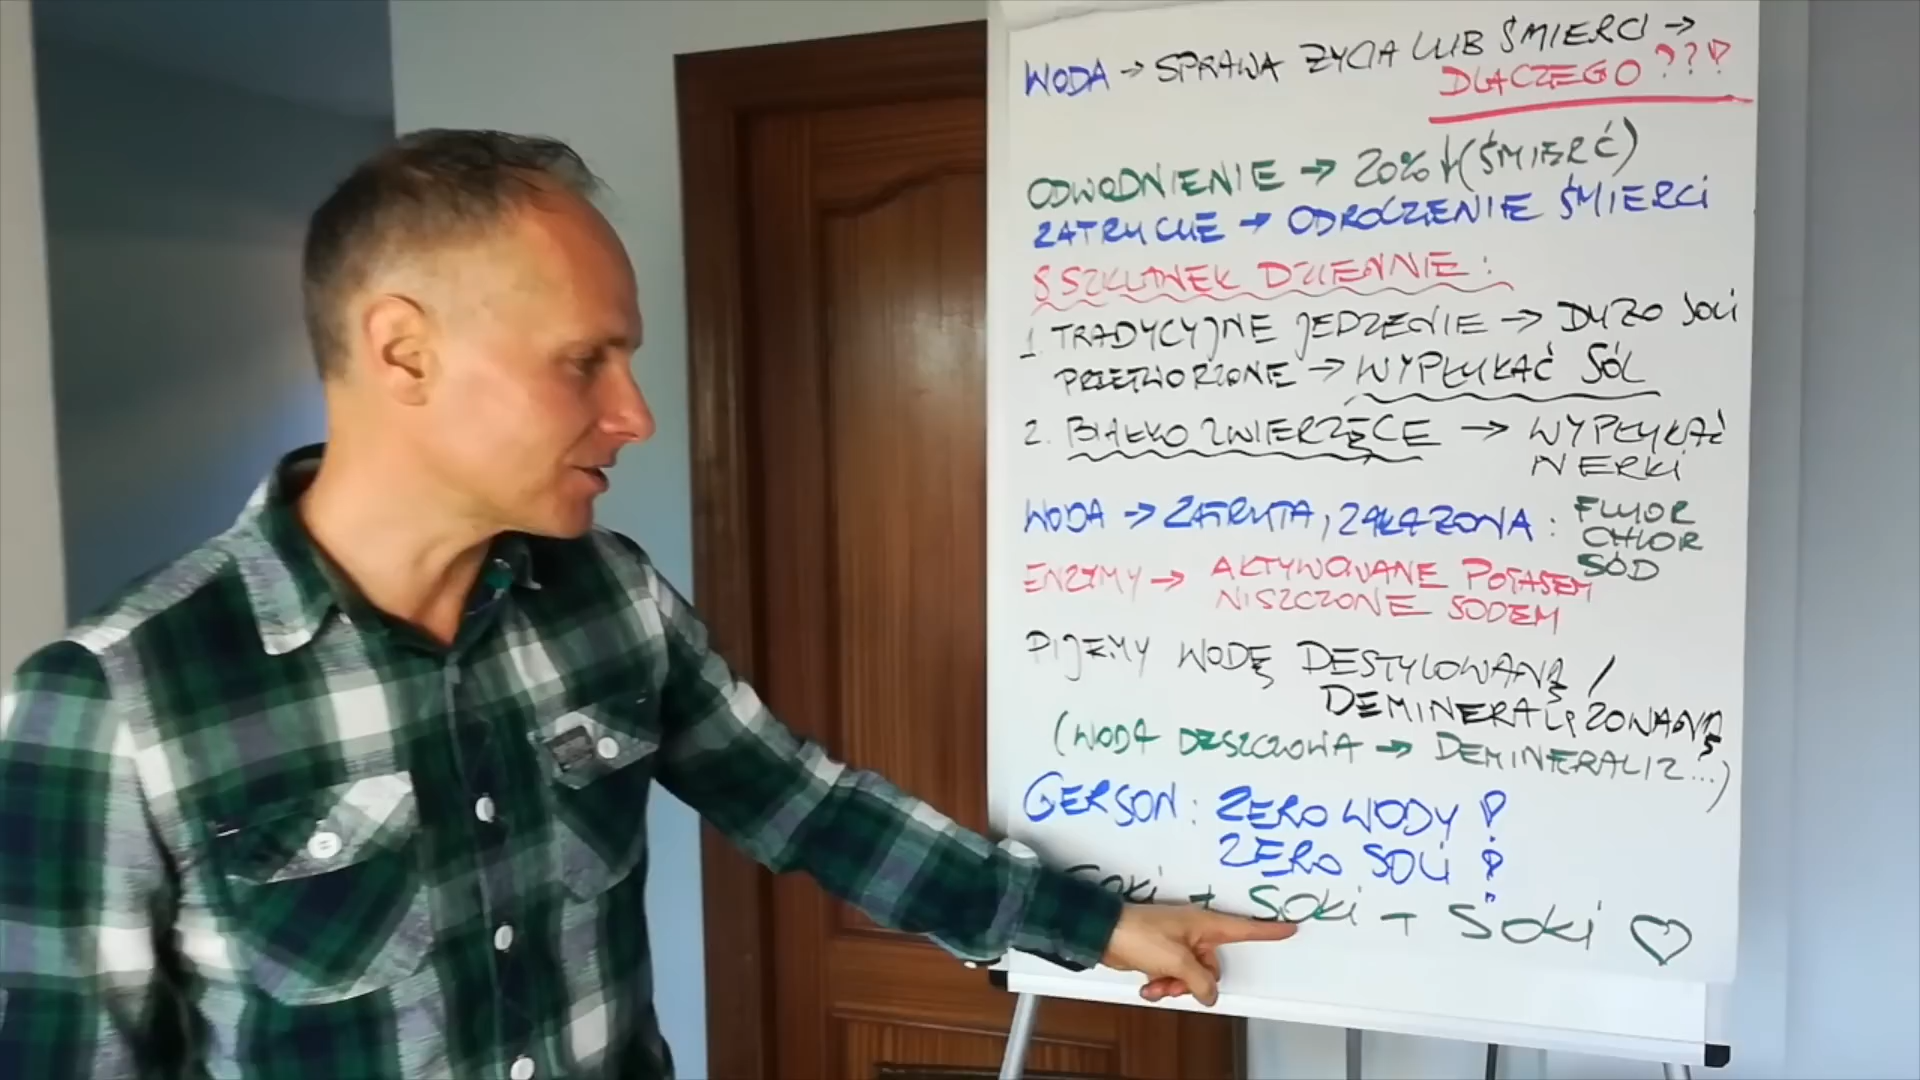 WODA → SPRAWA ŻYCIA LUB ŚMIERCI →
DLACZEGO ???
ODWODNIENIE → 20% ↓ (ŚMIERĆ)
ZATRUCIE → ODROCZENIE ŚMIERCI
8 SZKLANEK DZIENNIE:
1. TRADYCYJNE JEDZENIE → DUŻO SOLI
PRZETWORZONE → WYPŁUKAĆ SÓL
2. BIAŁKO ZWIERZĘCE → WYPŁUKAĆ
NERKI
WODA → ZATRUTA, ZAKAŻONA: FLUOR
CHLOR
SÓD
ENZYMY → AKTYWOWANE POTASEM
NISZCZONE SODEM
PIJEMY WODĘ DESTYLOWANĄ /
DEMINERALIZOWANĄ
(WODA DESZCZOWA → DEMINERALIZ...)
GERSON: ZERO WODY !
ZERO SOLI !
SOKI + SOKI + SOKI ♡